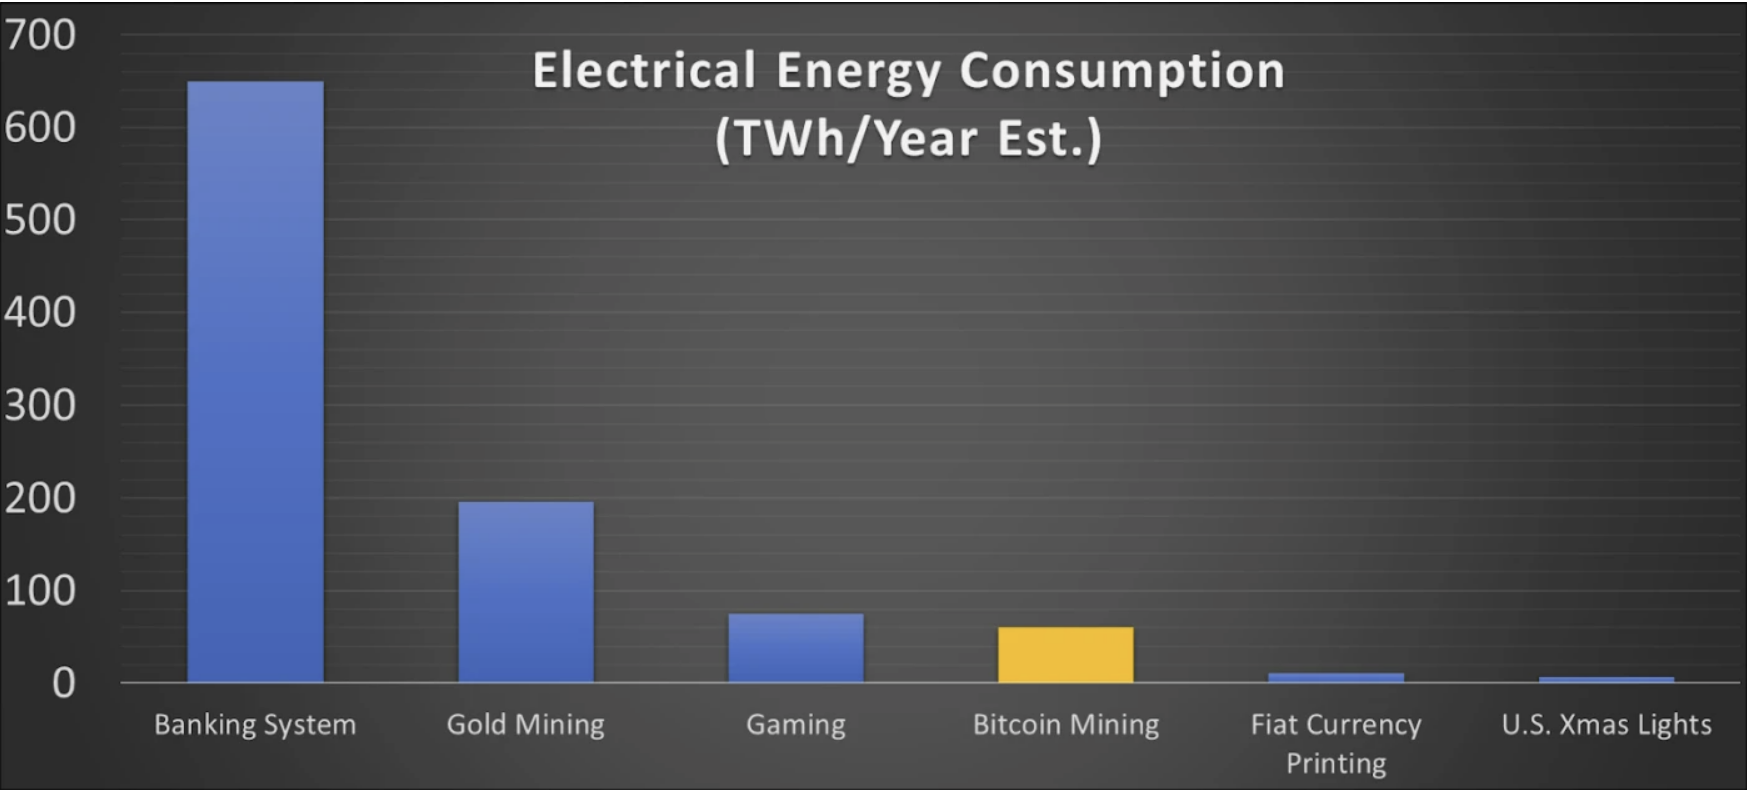 Electrical Energy Consumption
(TWh/Year Est.)
700
600
500
400
300
200
100
0
Banking System
Gold Mining
Gaming
Bitcoin Mining
Fiat Currency
Printing
U.S. Xmas Lights